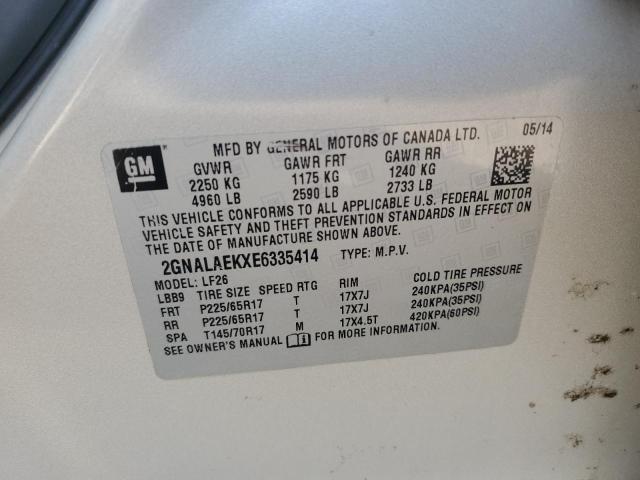 MFD BY GENERAL MOTORS OF CANADA LTD. 05/14
GM
GVWR GAWR FRT GAWR RR
2250 KG 1175 KG 1240 KG
4960 LB 2590 LB 2733 LB
THIS VEHICLE CONFORMS TO ALL APPLICABLE U.S. FEDERAL MOTOR
VEHICLE SAFETY AND THEFT PREVENTION STANDARDS IN EFFECT ON
THE DATE OF MANUFACTURE SHOWN ABOVE.
2GNALAEKXE6335414 TYPE: M.P.V.
MODEL: LF26
LBB9 TIRE SIZE SPEED RTG RIM COLD TIRE PRESSURE
FRT P225/65R17 T 17X7J 240KPA(35PSI)
RR P225/65R17 T 17X7J 240KPA(35PSI)
SPA T145/70R17 M 17X4.5T 420KPA(60PSI)
SEE OWNER'S MANUAL FOR MORE INFORMATION.